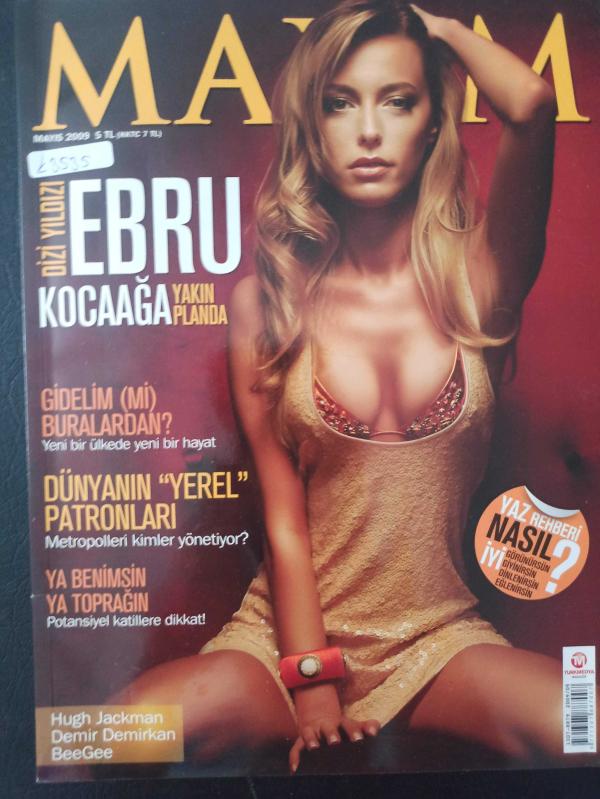 MAXIM
MAYIS 2009 5 TL (KKTC 7 TL)
£3535
DİZİ YILDIZI
EBRU
KOCAAĞA
YAKIN
PLANDA
GİDELİM (Mİ)
BURALARDAN?
Yeni bir ülkede yeni bir hayat
DÜNYANIN “YEREL”
PATRONLARI
Metropolleri kimler yönetiyor?
YA BENİMSİN
YA TOPRAĞIN
Potansiyel katillere dikkat!
YAZ REHBERİ
NASIL
İYİ
GÖRÜNÜRSÜN
GİYİNİRSİN
DİNLENİRSİN
EĞLENİRSİN
?
TURKMEDYA
Hugh Jackman
Demir Demirkan
BeeGee